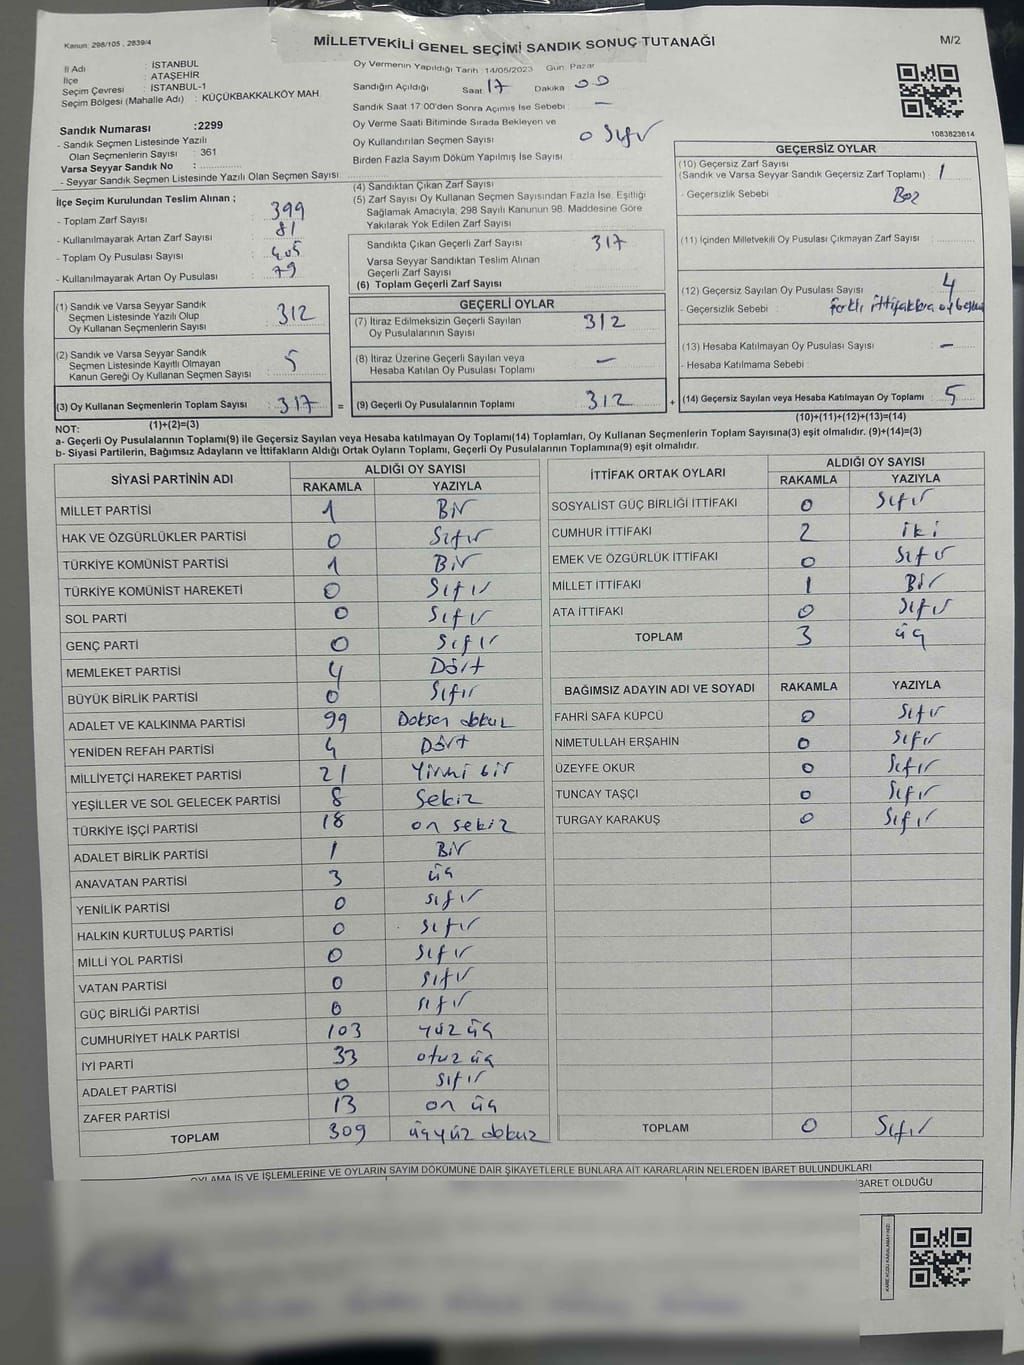 Kanun: 298/105 , 2839/4
MİLLETVEKİLİ GENEL SEÇİMİ SANDIK SONUÇ TUTANAĞI
M/2
İl Adı : İSTANBUL
İlçe : ATAŞEHİR
Seçim Çevresi : İSTANBUL-1
Seçim Bölgesi (Mahalle Adı) : KÜÇÜKBAKKALKÖY MAH.
Oy Vermenin Yapıldığı Tarih : 14/05/2023 Gün: Pazar
Sandığın Açıldığı Saat 17 Dakika 00
Sandık Saat 17:00'den Sonra Açılmış İse Sebebi : —
Oy Verme Saati Bitiminde Sırada Bekleyen ve
Oy Kullandırılan Seçmen Sayısı 0 Sıfır
Birden Fazla Sayım Döküm Yapılmış İse Sayısı
1083823614
Sandık Numarası :2299
- Sandık Seçmen Listesinde Yazılı
Olan Seçmenlerin Sayısı : 361
Varsa Seyyar Sandık No :
- Seyyar Sandık Seçmen Listesinde Yazılı Olan Seçmen Sayısı
İlçe Seçim Kurulundan Teslim Alınan ;
- Toplam Zarf Sayısı : 399
- Kullanılmayarak Artan Zarf Sayısı : 81
- Toplam Oy Pusulası Sayısı : 405
- Kullanılmayarak Artan Oy Pusulası : 79
(4) Sandıktan Çıkan Zarf Sayısı
(5) Zarf Sayısı Oy Kullanan Seçmen Sayısından Fazla İse, Eşitliği
Sağlamak Amacıyla, 298 Sayılı Kanunun 98. Maddesine Göre
Yakılarak Yok Edilen Zarf Sayısı
Sandıkta Çıkan Geçerli Zarf Sayısı 317
Varsa Seyyar Sandıktan Teslim Alınan
Geçerli Zarf Sayısı
(6) Toplam Geçerli Zarf Sayısı
GEÇERSİZ OYLAR
(10) Geçersiz Zarf Sayısı
(Sandık ve Varsa Seyyar Sandık Geçersiz Zarf Toplamı) : 1
- Geçersizlik Sebebi : Boz
(11) İçinden Milletvekili Oy Pusulası Çıkmayan Zarf Sayısı :
(12) Geçersiz Sayılan Oy Pusulası Sayısı : 4
- Geçersizlik Sebebi : farklı ittifaklara oy
(13) Hesaba Katılmayan Oy Pusulası Sayısı : —
- Hesaba Katılmama Sebebi :
(14) Geçersiz Sayılan veya Hesaba Katılmayan Oy Toplamı : 5
(10)+(11)+(12)+(13)=(14)
(1) Sandık ve Varsa Seyyar Sandık
Seçmen Listesinde Yazılı Olup
Oy Kullanan Seçmenlerin Sayısı : 312
(2) Sandık ve Varsa Seyyar Sandık
Seçmen Listesinde Kayıtlı Olmayan
Kanun Gereği Oy Kullanan Seçmen Sayısı : 5
(3) Oy Kullanan Seçmenlerin Toplam Sayısı : 317 =
(1)+(2)=(3)
GEÇERLİ OYLAR
(7) İtiraz Edilmeksizin Geçerli Sayılan
Oy Pusulalarının Sayısı : 312
(8) İtiraz Üzerine Geçerli Sayılan veya
Hesaba Katılan Oy Pusulası Toplamı : —
(9) Geçerli Oy Pusulalarının Toplamı : 312 +
NOT:
a- Geçerli Oy Pusulalarının Toplamı(9) ile Geçersiz Sayılan veya Hesaba katılmayan Oy Toplamı(14) Toplamları, Oy Kullanan Seçmenlerin Toplam Sayısına(3) eşit olmalıdır. (9)+(14)=(3)
b- Siyasi Partilerin, Bağımsız Adayların ve İttifakların Aldığı Oyların Toplamı, Geçerli Oy Pusulalarının Toplamına(9) eşit olmalıdır.
SİYASİ PARTİNİN ADI ALDIĞI OY SAYISI
RAKAMLA YAZIYLA
MİLLET PARTİSİ 1 Bir
HAK VE ÖZGÜRLÜKLER PARTİSİ 0 Sıfır
TÜRKİYE KOMÜNİST PARTİSİ 1 Bir
TÜRKİYE KOMÜNİST HAREKETİ 0 Sıfır
SOL PARTİ 0 Sıfır
GENÇ PARTİ 0 Sıfır
MEMLEKET PARTİSİ 4 Dört
BÜYÜK BİRLİK PARTİSİ 0 Sıfır
ADALET VE KALKINMA PARTİSİ 99 Doksan dokuz
YENİDEN REFAH PARTİSİ 4 Dört
MİLLİYETÇİ HAREKET PARTİSİ 21 Yirmi bir
YEŞİLLER VE SOL GELECEK PARTİSİ 8 Sekiz
TÜRKİYE İŞÇİ PARTİSİ 18 on sekiz
ADALET BİRLİK PARTİSİ 1 Bir
ANAVATAN PARTİSİ 3 üç
YENİLİK PARTİSİ 0 sıfır
HALKIN KURTULUŞ PARTİSİ 0 sıfır
MİLLİ YOL PARTİSİ 0 sıfır
VATAN PARTİSİ 0 sıfır
GÜÇ BİRLİĞİ PARTİSİ 0 sıfır
CUMHURİYET HALK PARTİSİ 103 yüz üç
İYİ PARTİ 33 otuz üç
ADALET PARTİSİ 0 sıfır
ZAFER PARTİSİ 13 on üç
TOPLAM 309 üçyüz dokuz
İTTİFAK ORTAK OYLARI ALDIĞI OY SAYISI
RAKAMLA YAZIYLA
SOSYALİST GÜÇ BİRLİĞİ İTTİFAKI 0 Sıfır
CUMHUR İTTİFAKI 2 iki
EMEK VE ÖZGÜRLÜK İTTİFAKI 0 Sıfır
MİLLET İTTİFAKI 1 Bir
ATA İTTİFAKI 0 Sıfır
TOPLAM 3 üç
BAĞIMSIZ ADAYIN ADI VE SOYADI RAKAMLA YAZIYLA
FAHRİ SAFA KÜPCÜ 0 Sıfır
NİMETULLAH ERŞAHİN 0 Sıfır
ÜZEYFE OKUR 0 Sıfır
TUNCAY TAŞÇI 0 Sıfır
TURGAY KARAKUŞ 0 Sıfır
TOPLAM 0 Sıfır
OYLAMA İŞ VE İŞLEMLERİNE VE OYLARIN SAYIM DÖKÜMÜNE DAİR ŞİKAYETLERLE BUNLARA AİT KARARLARIN NELERDEN İBARET BULUNDUKLARI
İBARET OLDUĞU